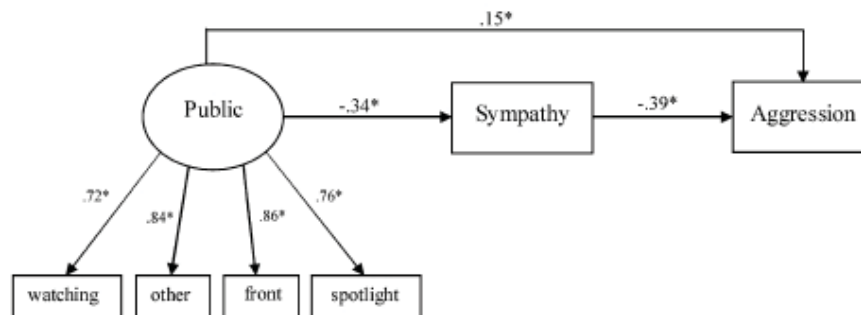 .15*
Public
-.34*
Sympathy
-.39*
Aggression
.72*
.84*
.86*
.76*
watching
other
front
spotlight